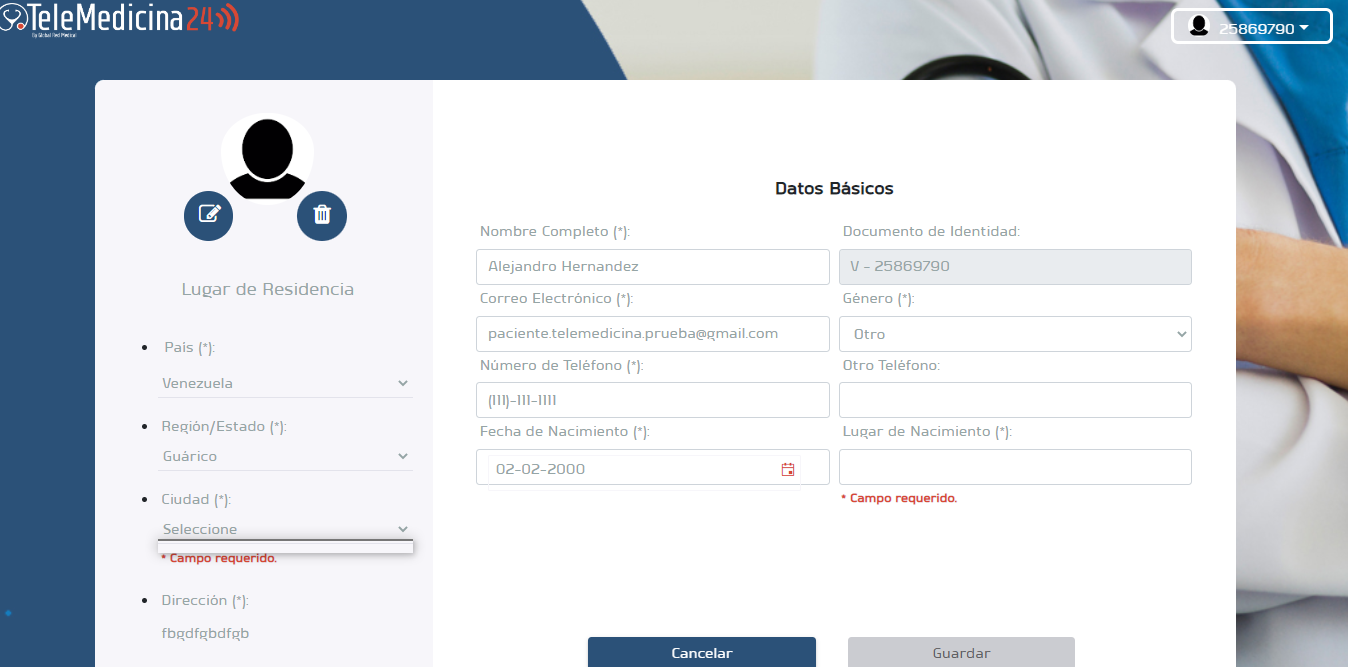 TeleMedicina24
by Global Red Medical
25869790
Lugar de Residencia
País (*):
Venezuela
Región/Estado (*):
Guárico
Ciudad (*):
Seleccione
* Campo requerido.
Dirección (*):
fbgdfgbdfgb
Datos Básicos
Nombre Completo (*):
Documento de Identidad:
Alejandro Hernandez
V - 25869790
Correo Electrónico (*):
Género (*):
paciente.telemedicina.prueba@gmail.com
Otro
Número de Teléfono (*):
Otro Teléfono:
(111)-111-1111
Fecha de Nacimiento (*):
Lugar de Nacimiento (*):
02-02-2000
* Campo requerido.
Cancelar
Guardar